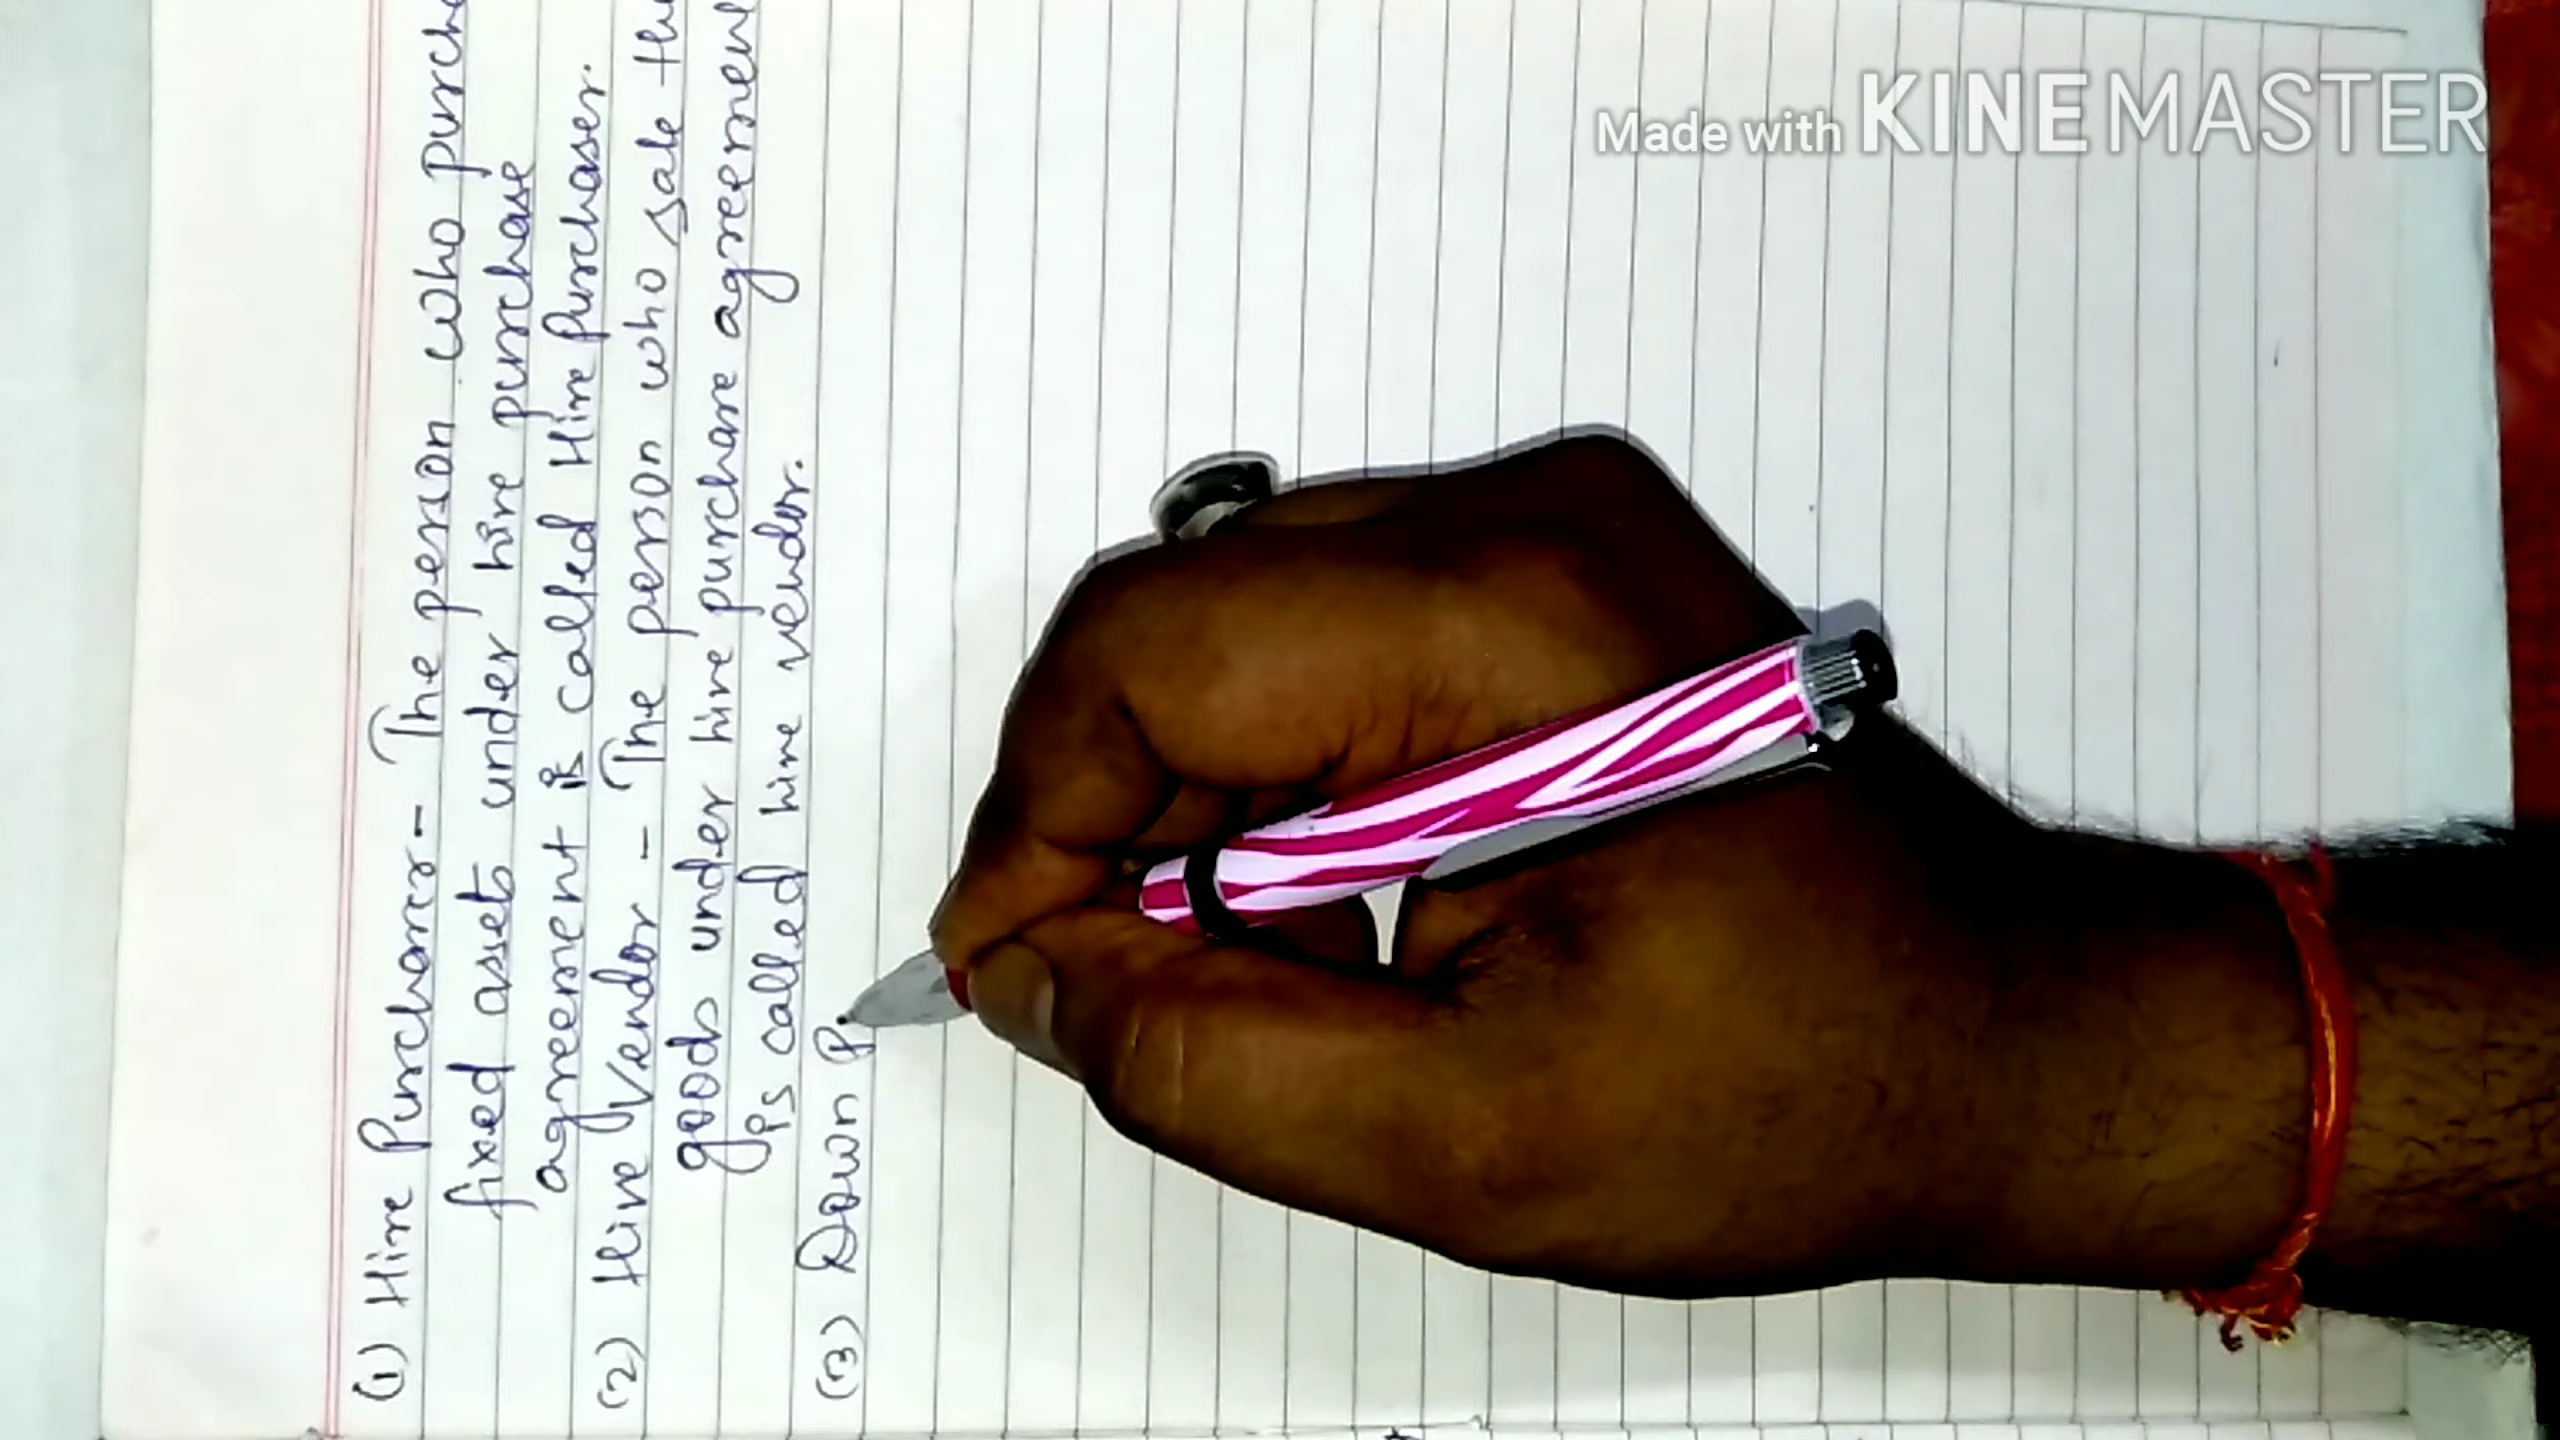 Made with KINEMASTER
(1) Hire Purchaser - The person who purcha
fixed assets under hire purchase
agreement is called Hire Purchaser.
(2) Hire Vendor - The person who sale the
goods under hire purchase agreement
is called hire vendor.
(3) Down P